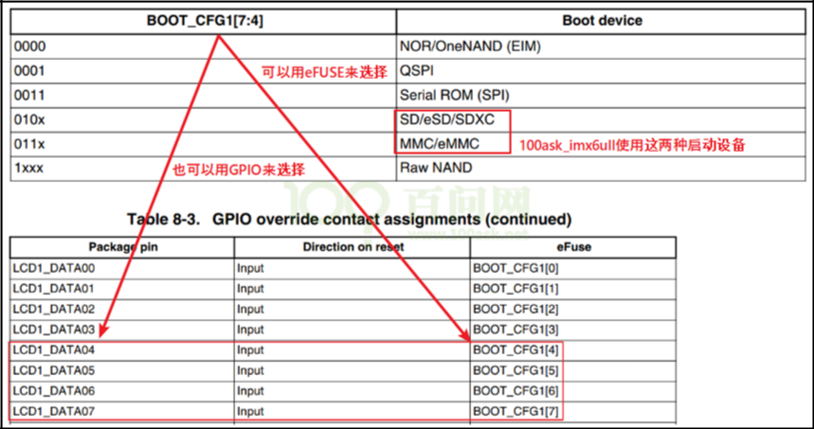 BOOT_CFG1[7:4] Boot device
0000 NOR/OneNAND (EIM)
可以用eFUSE来选择
0001 QSPI
0011 Serial ROM (SPI)
010x SD/eSD/SDXC
011x MMC/eMMC
100ask_imx6ull使用这两种启动设备
1xxx Raw NAND
也可以用GPIO来选择
100 百问网
www.100ask.net
Table 8-3. GPIO override contact assignments (continued)
Package pin Direction on reset eFuse
LCD1_DATA00 Input BOOT_CFG1[0]
LCD1_DATA01 Input BOOT_CFG1[1]
LCD1_DATA02 Input BOOT_CFG1[2]
LCD1_DATA03 Input BOOT_CFG1[3]
LCD1_DATA04 Input BOOT_CFG1[4]
LCD1_DATA05 Input BOOT_CFG1[5]
LCD1_DATA06 Input BOOT_CFG1[6]
LCD1_DATA07 Input BOOT_CFG1[7]